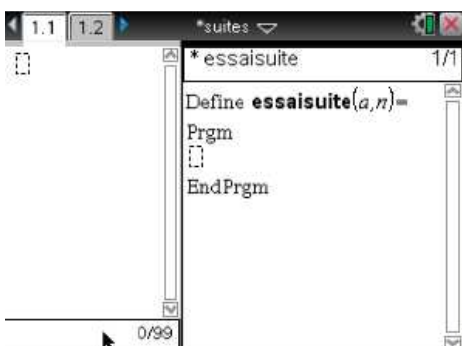 1.1 1.2 *suites
* essaisuite 1/1
Define essaisuite(a,n)=
Prgm
EndPrgm
0/99